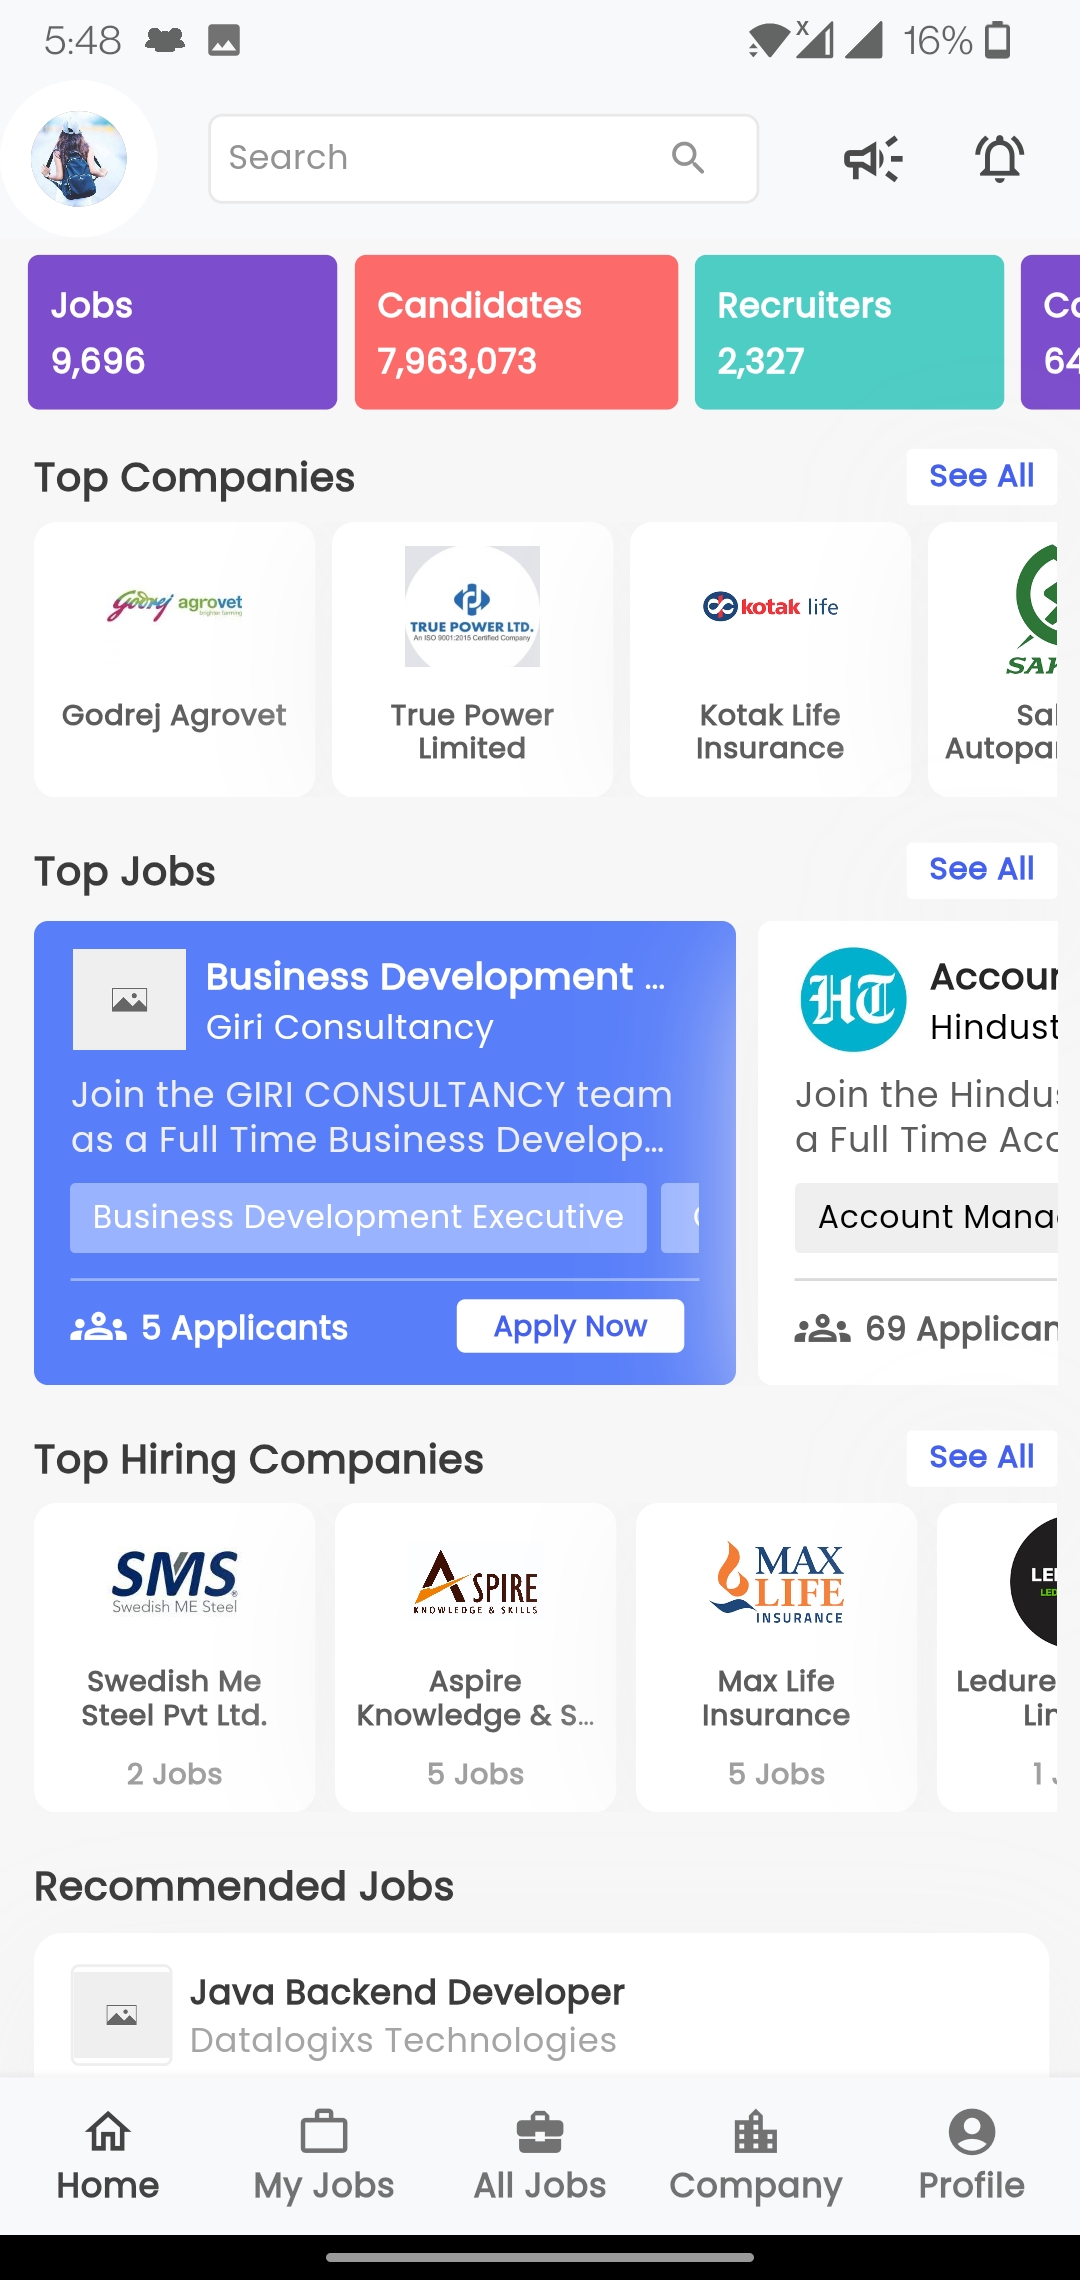 5:48
x
16%
Search
Jobs
9,696
Candidates
7,963,073
Recruiters
2,327
Co
64
Top Companies
See All
Godrej agrovet
TRUE POWER LTD.
An ISO 9001:2015 Certified Company
kotak life
Godrej Agrovet
True Power
Limited
Kotak Life
Insurance
Autopa
Top Jobs
See All
Business Development ...
Giri Consultancy
Join the GIRI CONSULTANCY team
as a Full Time Business Develop...
Business Development Executive
5 Applicants
Apply Now
HT
Accour
Hindust
Join the Hindu
a Full Time Acc
Account Mana
69 Applican
Top Hiring Companies
See All
SMS
Swedish ME Steel
Swedish Me
Steel Pvt Ltd.
2 Jobs
ASPIRE
KNOWLEDGE & SKILLS
Aspire
Knowledge & S...
5 Jobs
MAX
LIFE
INSURANCE
Max Life
Insurance
5 Jobs
LED
Ledure
Lir
1
Recommended Jobs
Java Backend Developer
Datalogixs Technologies
Home
My Jobs
All Jobs
Company
Profile